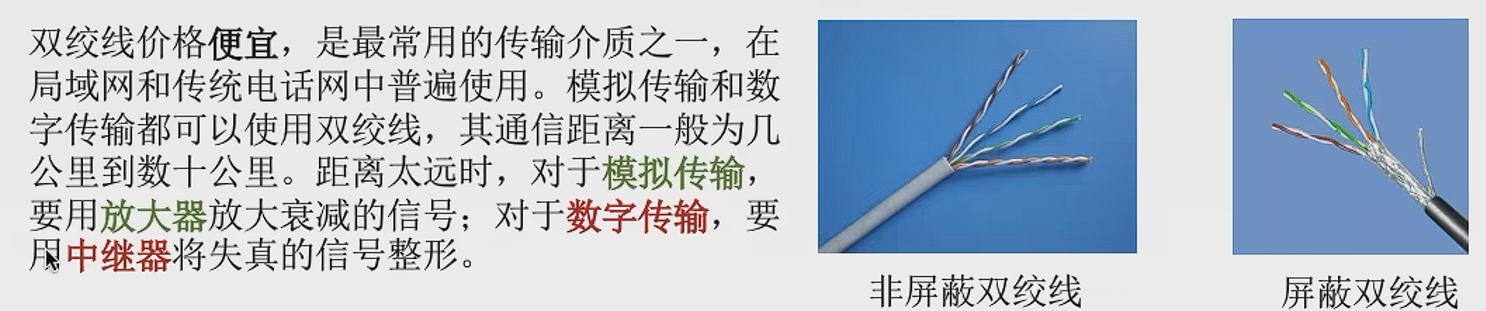 双绞线价格便宜，是最常用的传输介质之一，在
局域网和传统电话网中普遍使用。模拟传输和数
字传输都可以使用双绞线，其通信距离一般为几
公里到数十公里。距离太远时，对于模拟传输，
要用放大器放大衰减的信号；对于数字传输，要
用中继器将失真的信号整形。
非屏蔽双绞线
屏蔽双绞线